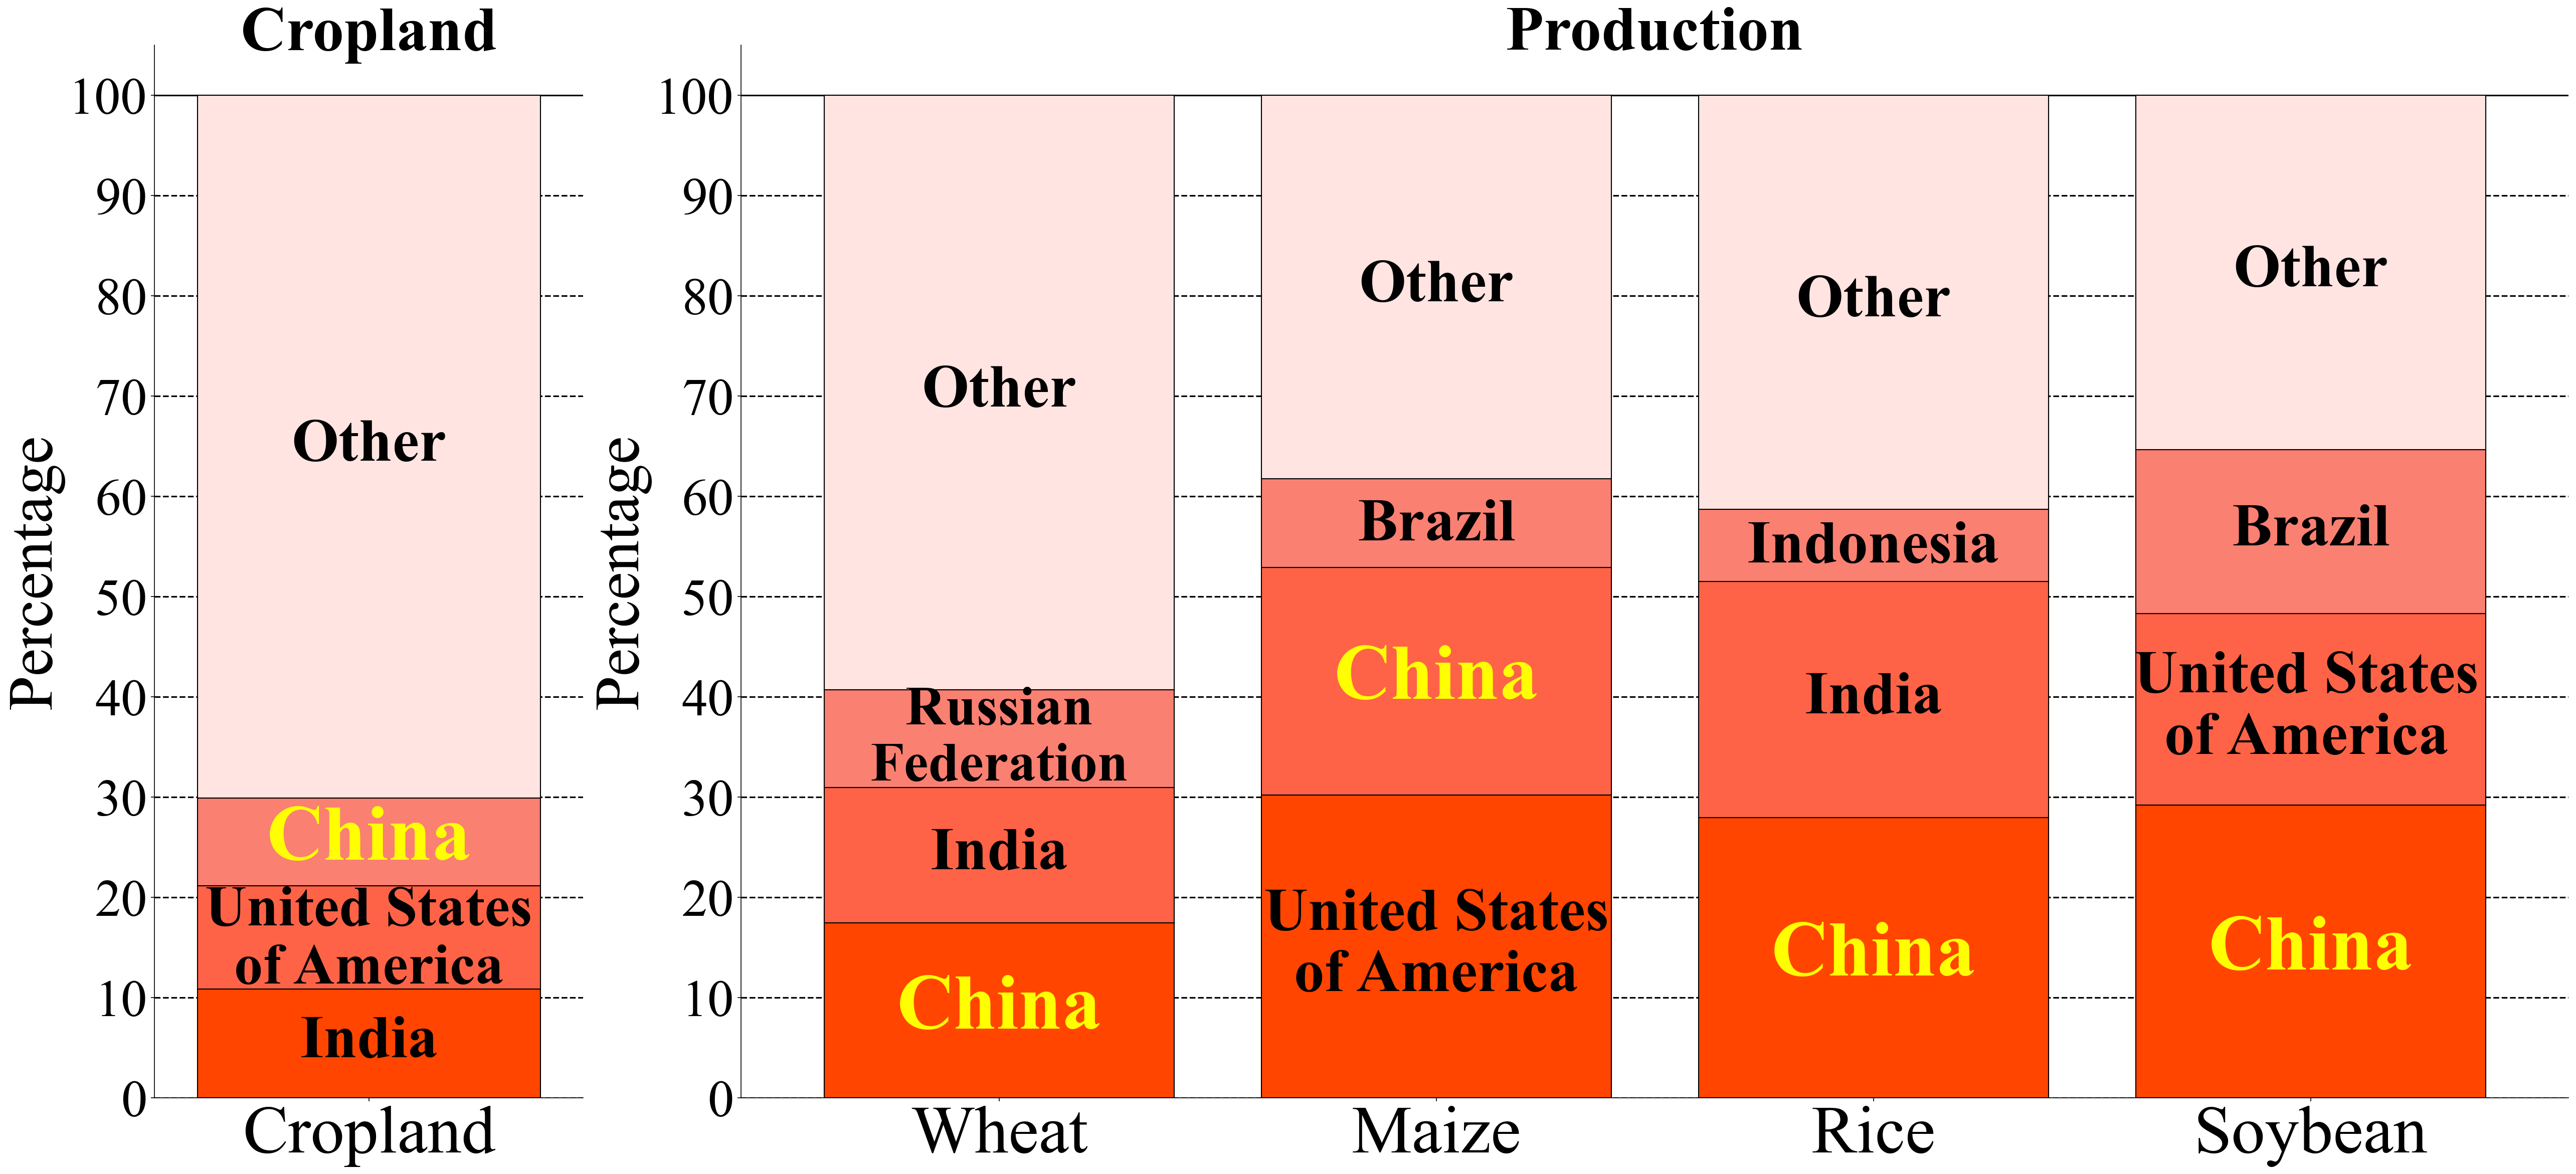 Cropland
Percentage
100
90
80
70
60
50
40
30
20
10
0
Other
China
United States
of America
India
Cropland
Production
Percentage
100
90
80
70
60
50
40
30
20
10
0
Other
Russian
Federation
India
China
Wheat
Other
Brazil
China
United States
of America
Maize
Other
Indonesia
India
China
Rice
Other
Brazil
United States
of America
China
Soybean